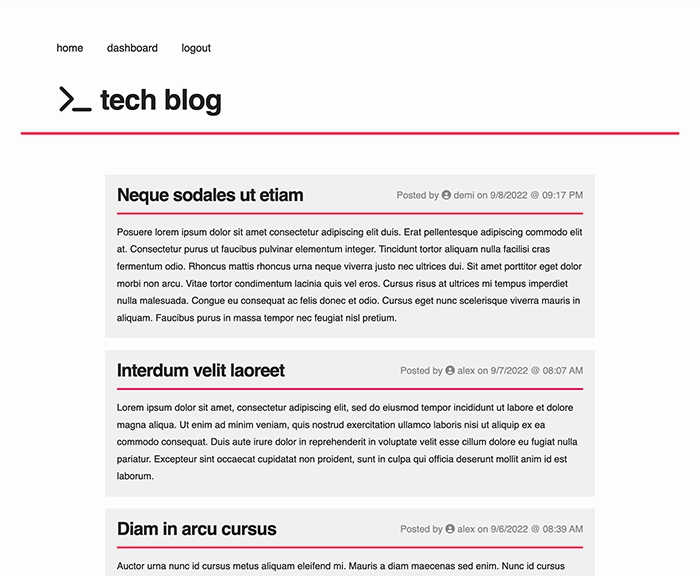 home dashboard logout
>_ tech blog
Neque sodales ut etiam
Posted by demi on 9/8/2022 @ 09:17 PM
Posuere lorem ipsum dolor sit amet consectetur adipiscing elit duis. Erat pellentesque adipiscing commodo elit
at. Consectetur purus ut faucibus pulvinar elementum integer. Tincidunt tortor aliquam nulla facilisi cras
fermentum odio. Rhoncus mattis rhoncus urna neque viverra justo nec ultrices dui. Sit amet porttitor eget dolor
morbi non arcu. Vitae tortor condimentum lacinia quis vel eros. Cursus risus at ultrices mi tempus imperdiet
nulla malesuada. Congue eu consequat ac felis donec et odio. Cursus eget nunc scelerisque viverra mauris in
aliquam. Faucibus purus in massa tempor nec feugiat nisl pretium.
Interdum velit laoreet
Posted by alex on 9/7/2022 @ 08:07 AM
Lorem ipsum dolor sit amet, consectetur adipiscing elit, sed do eiusmod tempor incididunt ut labore et dolore
magna aliqua. Ut enim ad minim veniam, quis nostrud exercitation ullamco laboris nisi ut aliquip ex ea
commodo consequat. Duis aute irure dolor in reprehenderit in voluptate velit esse cillum dolore eu fugiat nulla
pariatur. Excepteur sint occaecat cupidatat non proident, sunt in culpa qui officia deserunt mollit anim id est
laborum.
Diam in arcu cursus
Posted by alex on 9/6/2022 @ 08:39 AM
Auctor urna nunc id cursus metus aliquam eleifend mi. Mauris a diam maecenas sed enim. Nunc id cursus